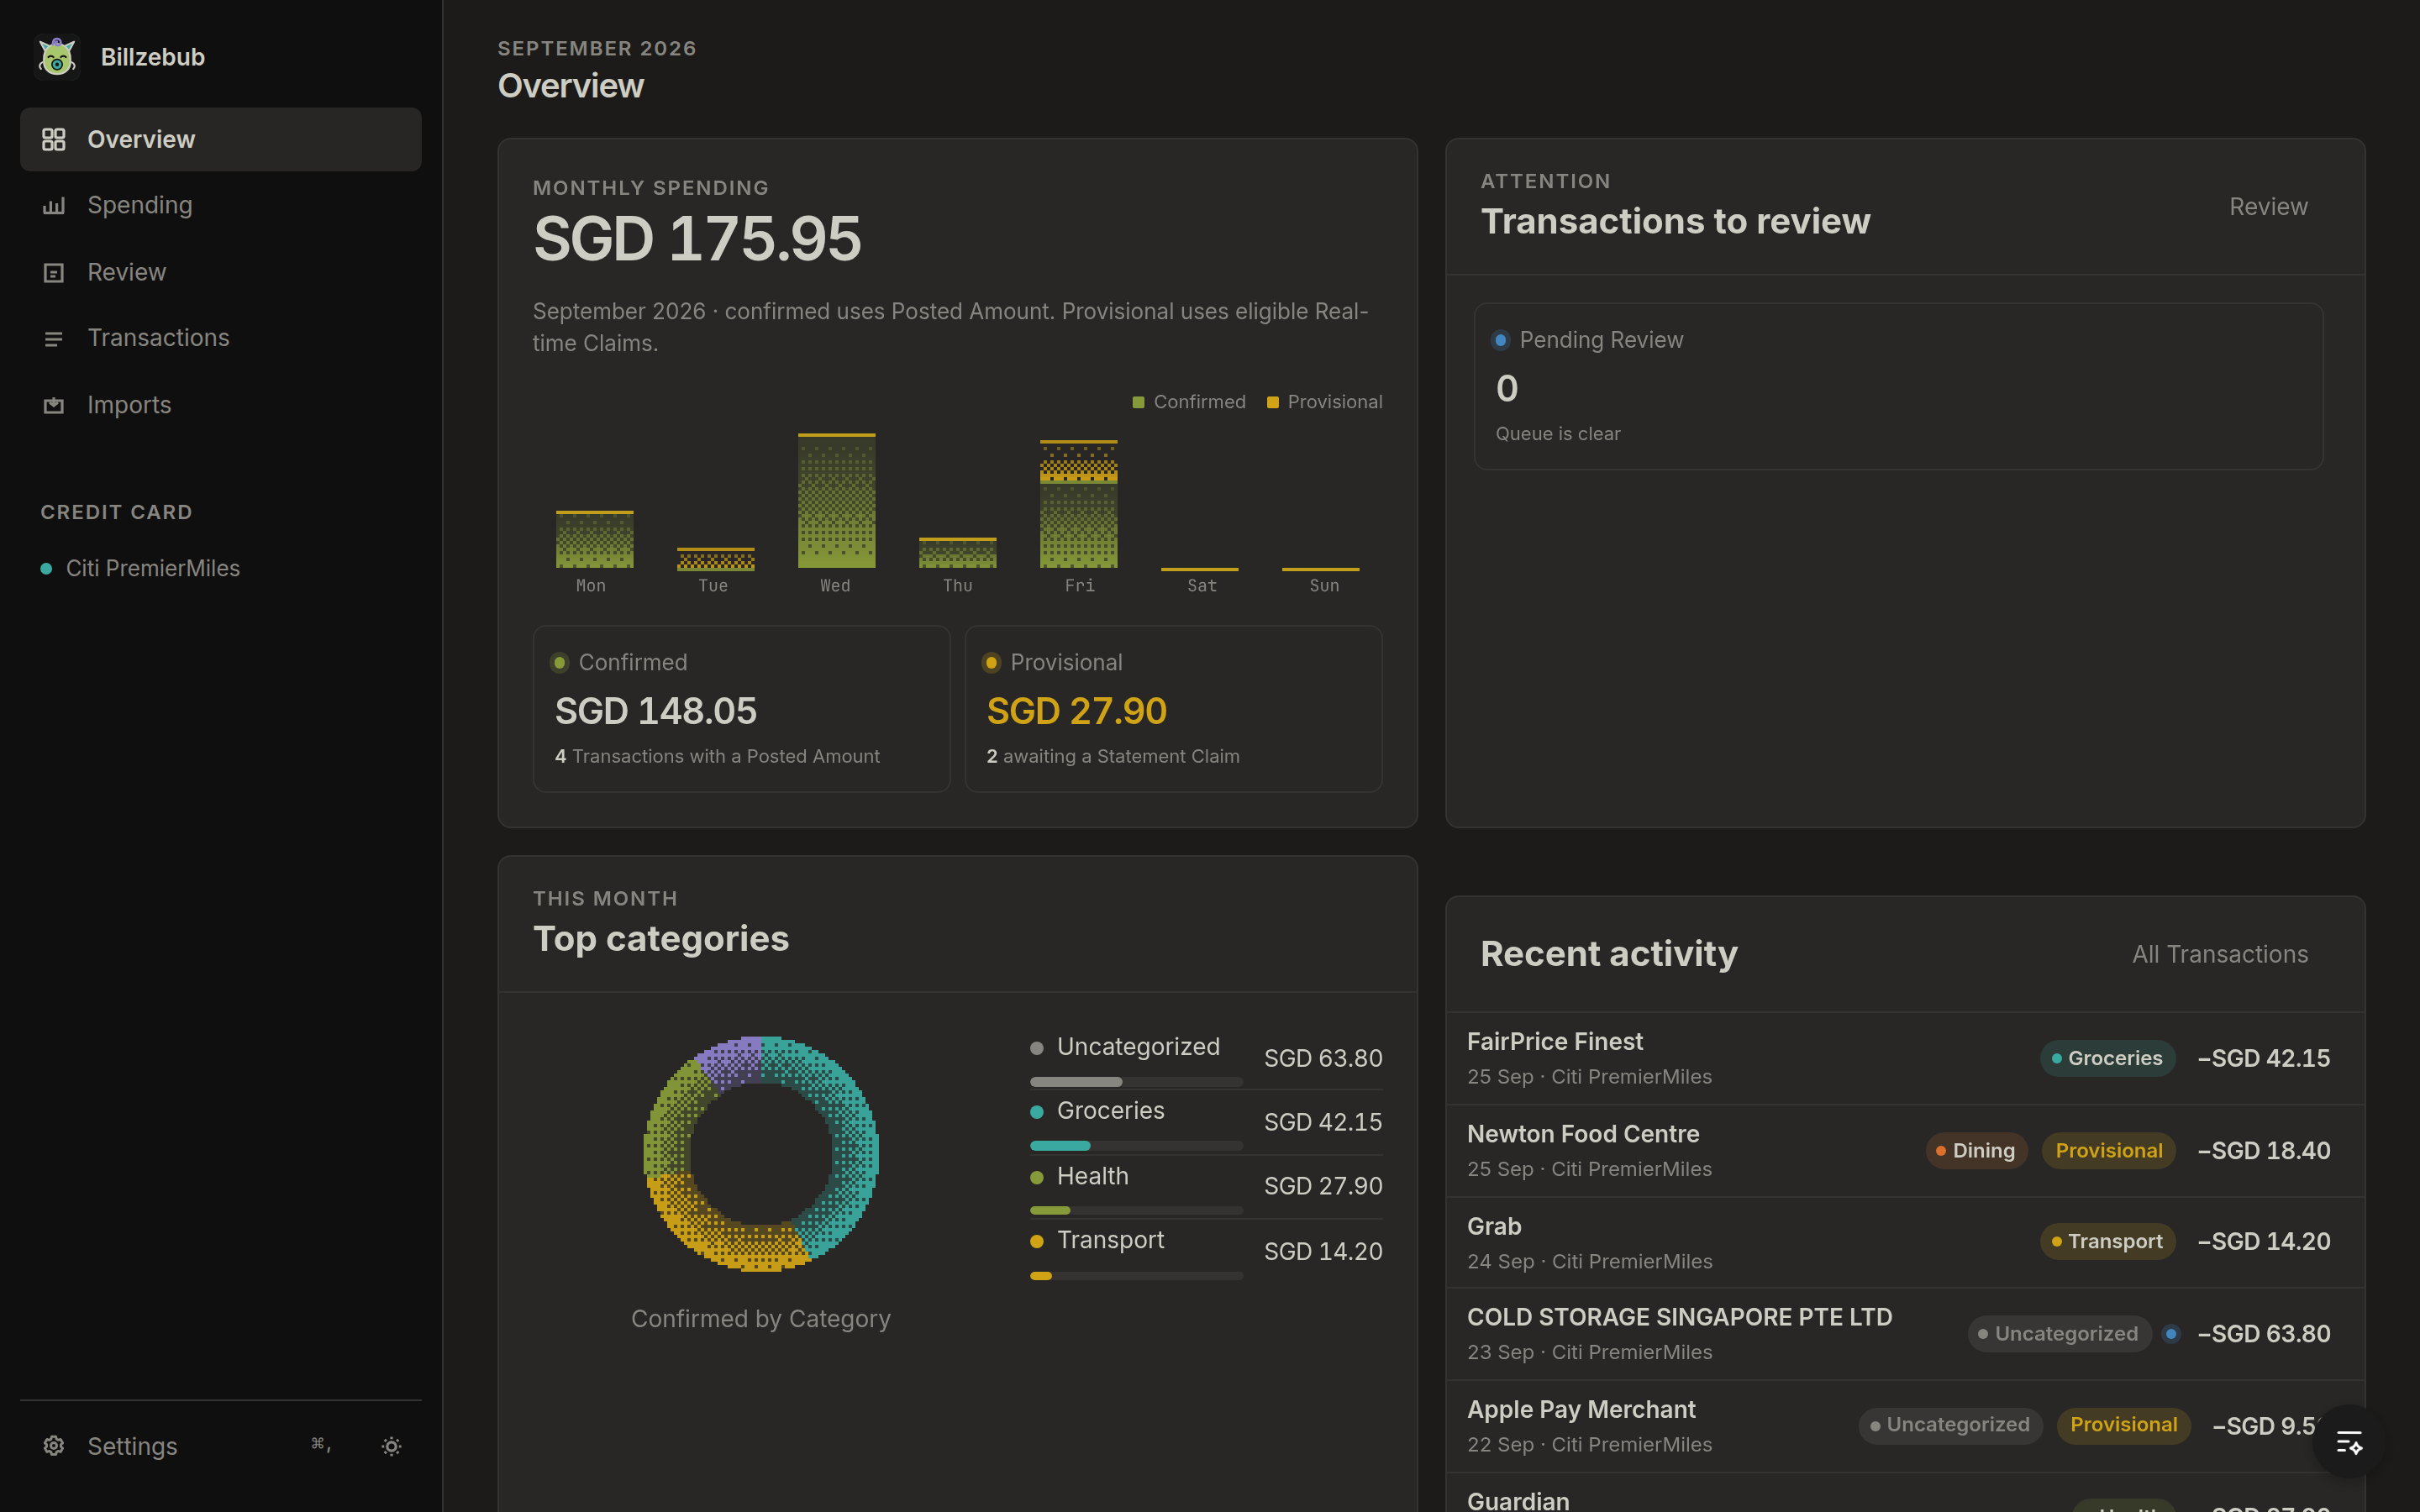 Billzebub
Overview
Spending
Review
Transactions
Imports
CREDIT CARD
Citi PremierMiles
Settings
⌘,
SEPTEMBER 2026
Overview
MONTHLY SPENDING
SGD 175.95
September 2026 · confirmed uses Posted Amount. Provisional uses eligible Real-
time Claims.
Confirmed Provisional
Mon Tue Wed Thu Fri Sat Sun
Confirmed
SGD 148.05
4 Transactions with a Posted Amount
Provisional
SGD 27.90
2 awaiting a Statement Claim
ATTENTION
Transactions to review
Review
Pending Review
0
Queue is clear
THIS MONTH
Top categories
Confirmed by Category
Uncategorized SGD 63.80
Groceries SGD 42.15
Health SGD 27.90
Transport SGD 14.20
Recent activity
All Transactions
FairPrice Finest
25 Sep · Citi PremierMiles
Groceries −SGD 42.15
Newton Food Centre
25 Sep · Citi PremierMiles
Dining Provisional −SGD 18.40
Grab
24 Sep · Citi PremierMiles
Transport −SGD 14.20
COLD STORAGE SINGAPORE PTE LTD
23 Sep · Citi PremierMiles
Uncategorized −SGD 63.80
Apple Pay Merchant
22 Sep · Citi PremierMiles
Uncategorized Provisional −SGD 9.5
Guardian